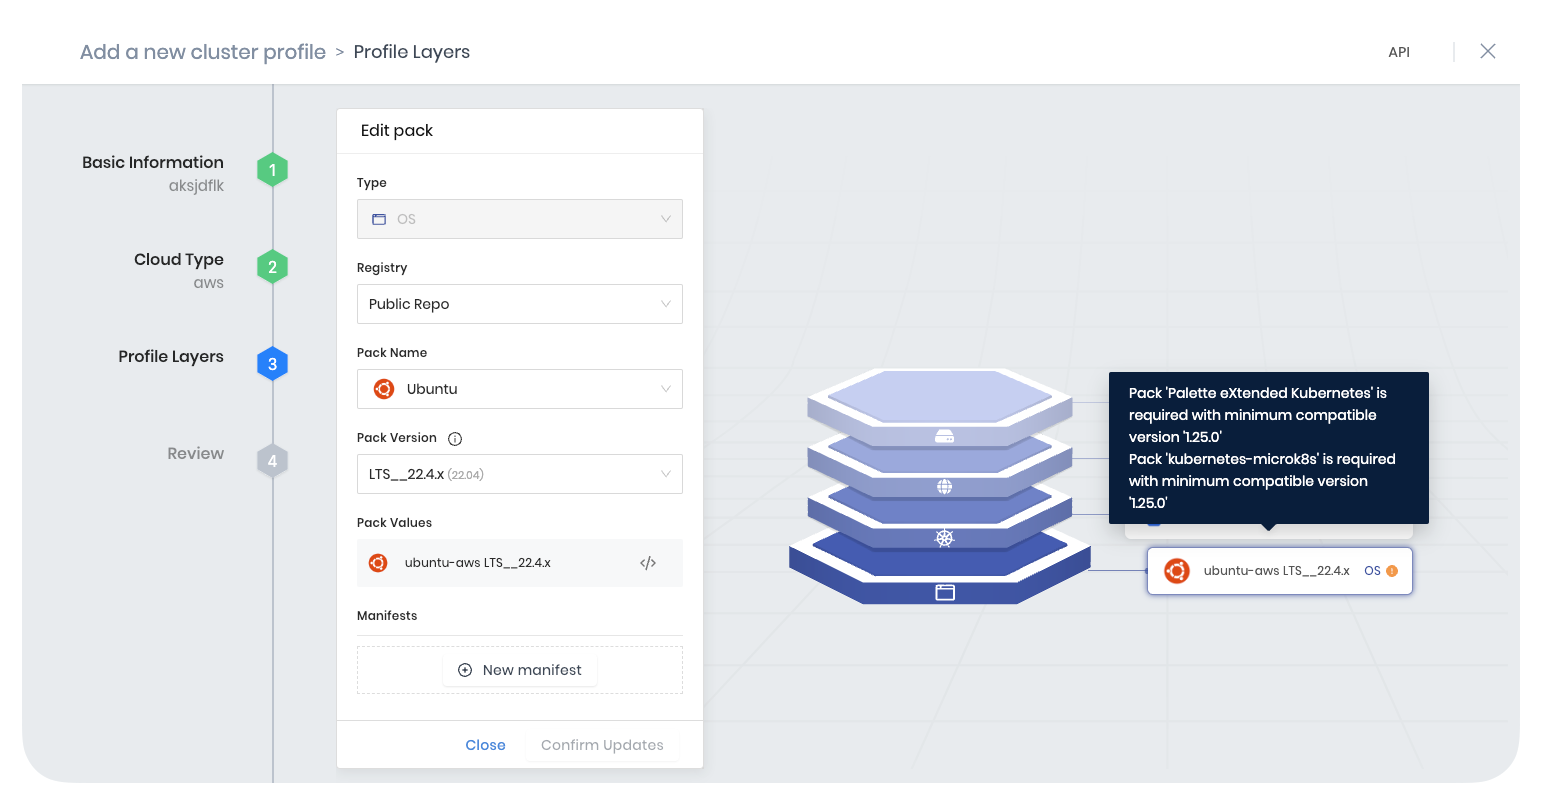 Add a new cluster profile > Profile Layers
API
Basic Information
aksjdflk
1
Cloud Type
aws
2
Profile Layers
3
Review
4
Edit pack
Type
OS
Registry
Public Repo
Pack Name
Ubuntu
Pack Version
LTS__22.4.x (22.04)
Pack Values
ubuntu-aws LTS__22.4.x
</>
Manifests
New manifest
Close
Confirm Updates
Pack 'Palette eXtended Kubernetes' is
required with minimum compatible
version '1.25.0'
Pack 'kubernetes-microk8s' is required
with minimum compatible version
'1.25.0'
ubuntu-aws LTS__22.4.x OS